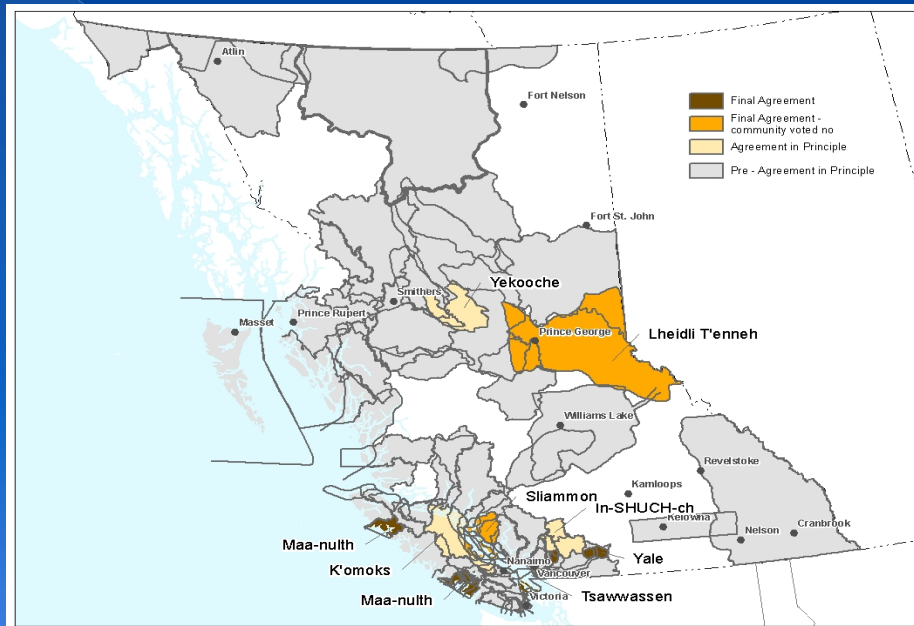 Atlin
Fort Nelson
Final Agreement
Final Agreement -
community voted no
Agreement in Principle
Pre - Agreement in Principle
Fort St. John
Yekooche
Smithers
Prince Rupert
Masset
Prince George
Lheidli T'enneh
Williams Lake
Revelstoke
Kamloops
Sliammon
In-SHUCH-ch
Kelowna
Nelson
Cranbrook
Maa-nulth
K'omoks
Nanaimo
Vancouver
Yale
Maa-nulth
Tsawwassen
Victoria